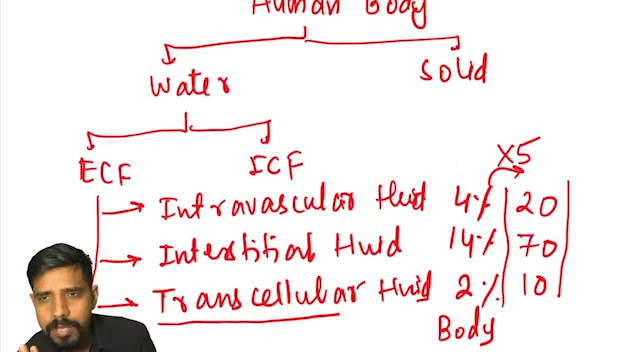 Human Body
Water Solid
ECF ICF
X5
Intravascular Fluid 4% 20
Interstitial Fluid 14% 70
Transcellular Fluid 2% 10
Body